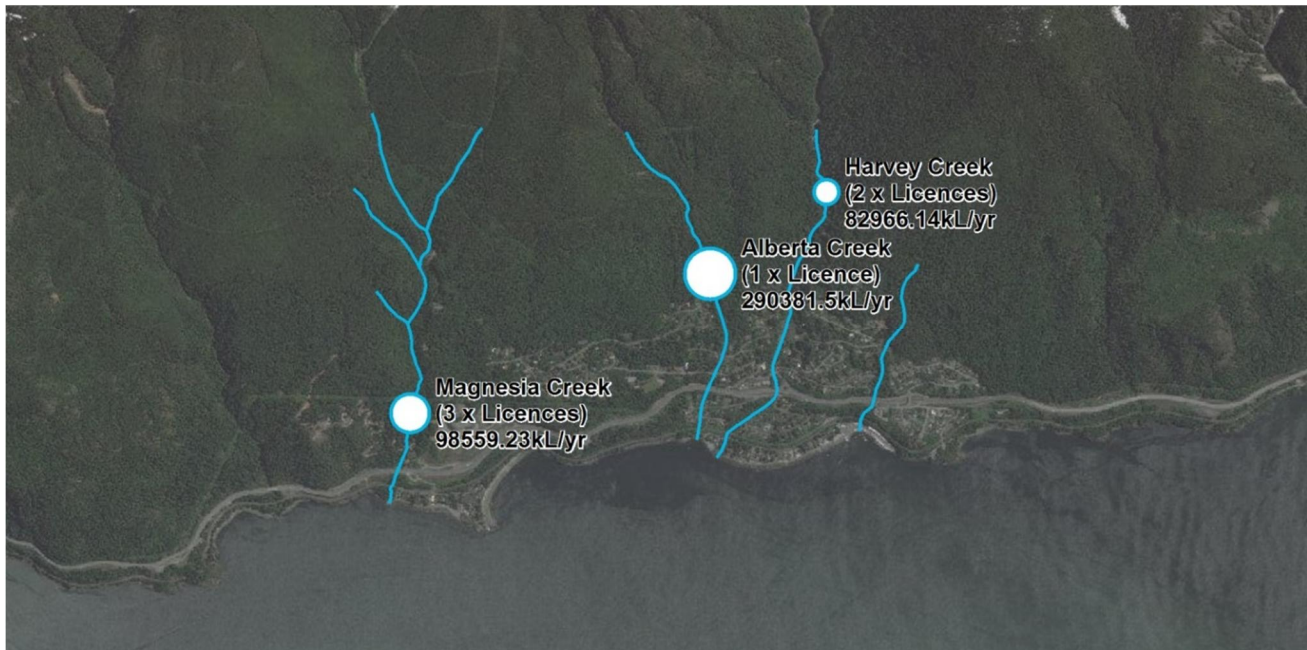 Harvey Creek
(2 x Licences)
82966.14kL/yr
Alberta Creek
(1 x Licence)
290381.5kL/yr
Magnesia Creek
(3 x Licences)
98559.23kL/yr